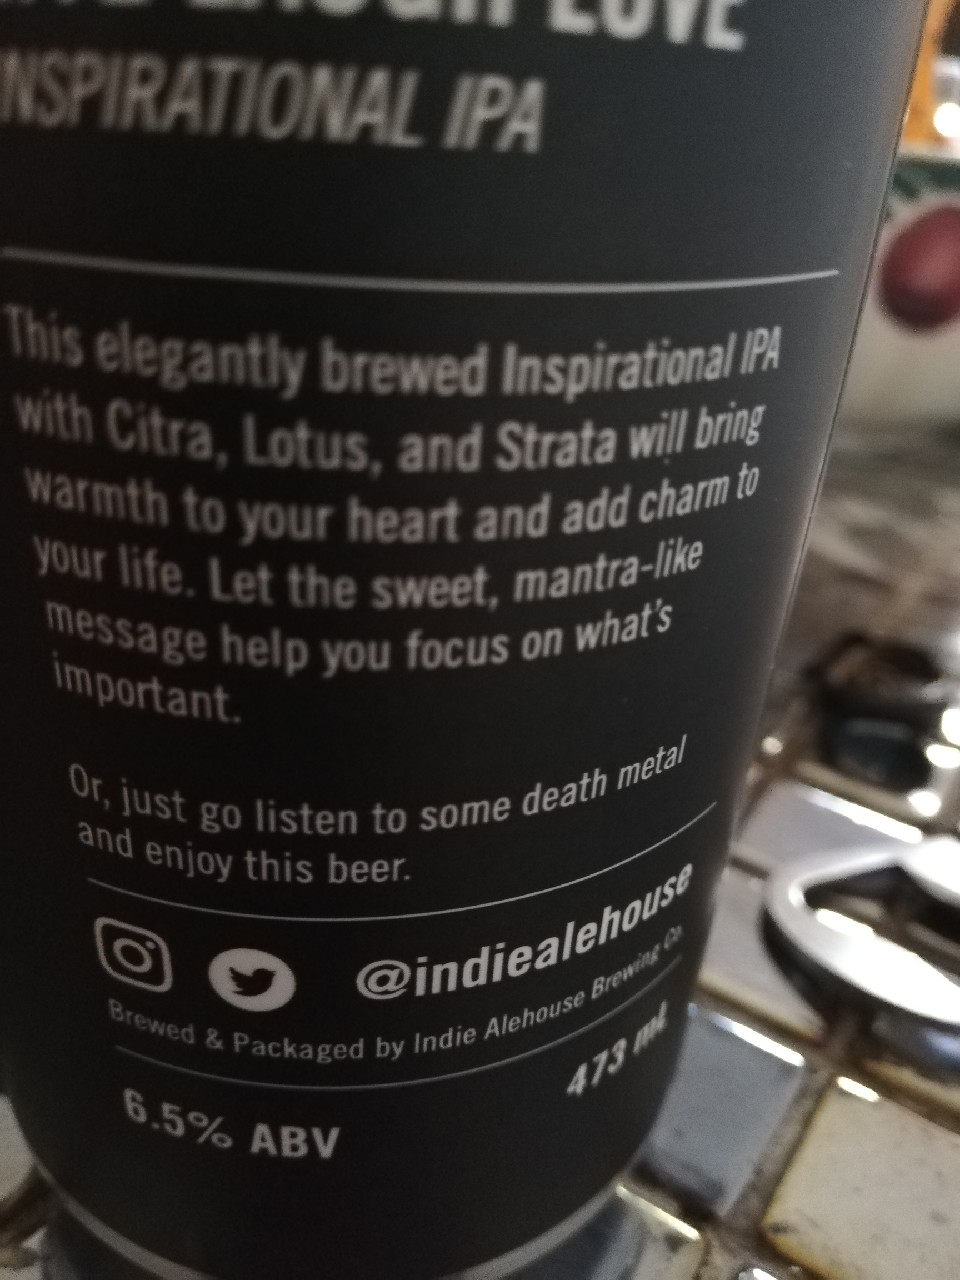 LAUGH LOVE
INSPIRATIONAL IPA
This elegantly brewed Inspirational IPA
with Citra, Lotus, and Strata will bring
warmth to your heart and add charm to
your life. Let the sweet, mantra-like
message help you focus on what's
important.
Or, just go listen to some death metal
and enjoy this beer.
@indiealehouse
Brewed & Packaged by Indie Alehouse Brewing Co.
473 mL
6.5% ABV